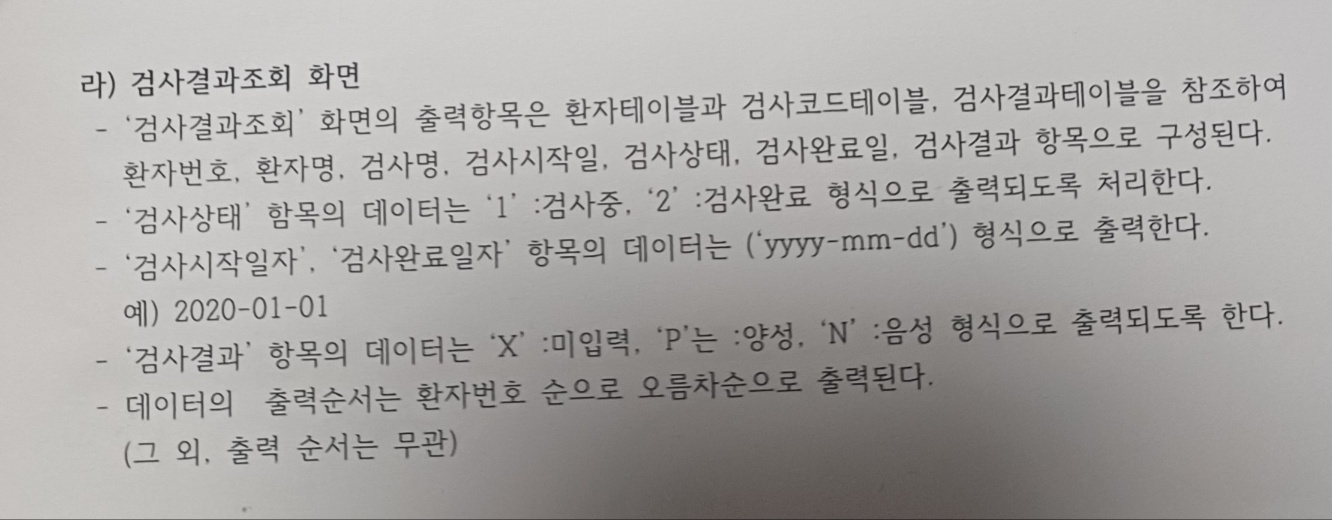 라) 검사결과조회 화면
- ‘검사결과조회’ 화면의 출력항목은 환자테이블과 검사코드테이블, 검사결과테이블을 참조하여
환자번호, 환자명, 검사명, 검사시작일, 검사상태, 검사완료일, 검사결과 항목으로 구성된다.
- ‘검사상태’ 함목의 데이터는 ‘1’ :검사중, ‘2’ :검사완료 형식으로 출력되도록 처리한다.
- ‘검사시작일자’, ‘검사완료일자’ 항목의 데이터는 (‘yyyy-mm-dd’) 형식으로 출력한다.
예) 2020-01-01
- ‘검사결과’ 항목의 데이터는 ‘X’ :미입력, ‘P’는 :양성, ‘N’ :음성 형식으로 출력되도록 한다.
- 데이터의 출력순서는 환자번호 순으로 오름차순으로 출력된다.
(그 외, 출력 순서는 무관)